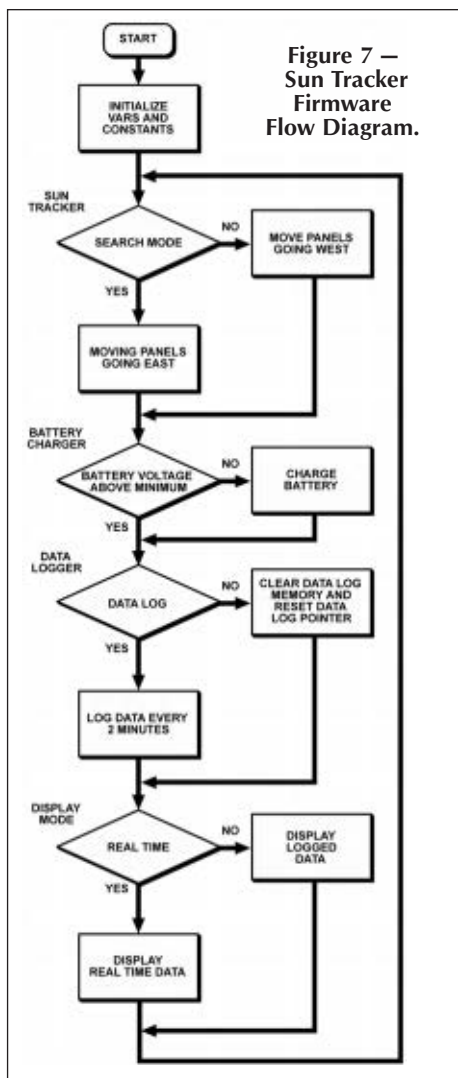 START
Figure 7 —
Sun Tracker
Firmware
Flow Diagram.
INITIALIZE
VARS AND
CONSTANTS
SUN
TRACKER
SEARCH MODE
NO
MOVE PANELS
GOING WEST
YES
MOVING PANELS
GOING EAST
BATTERY
CHARGER
BATTERY VOLTAGE
ABOVE MINIMUM
NO
CHARGE
BATTERY
YES
DATA
LOGGER
DATA LOG
NO
CLEAR DATA LOG
MEMORY AND
RESET DATA
LOG POINTER
YES
LOG DATA EVERY
2 MINUTES
DISPLAY
MODE
REAL TIME
NO
DISPLAY
LOGGED
DATA
YES
DISPLAY
REAL TIME DATA